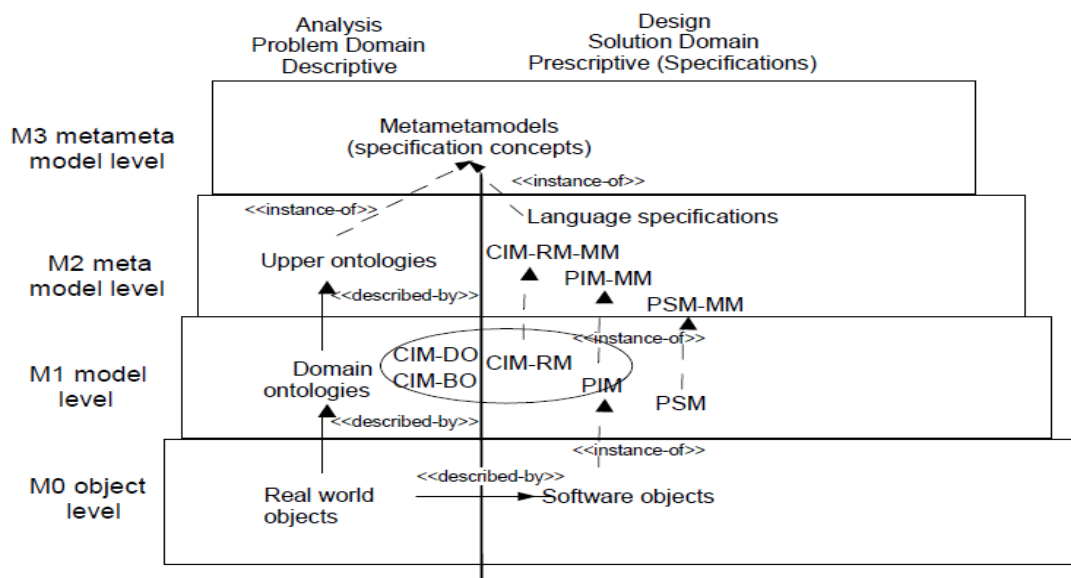 Analysis
Problem Domain
Descriptive
Design
Solution Domain
Prescriptive (Specifications)
M3 metameta
model level
Metametamodels
(specification concepts)
<<instance-of>>
<<instance-of>>
Language specifications
M2 meta
model level
Upper ontologies
CIM-RM-MM
PIM-MM
<<described-by>>
PSM-MM
<<instance-of>>
M1 model
level
Domain
ontologies
CIM-DO
CIM-BO
CIM-RM
PIM
PSM
<<described-by>>
<<instance-of>>
M0 object
level
<<described-by>>
Real world
objects
Software objects